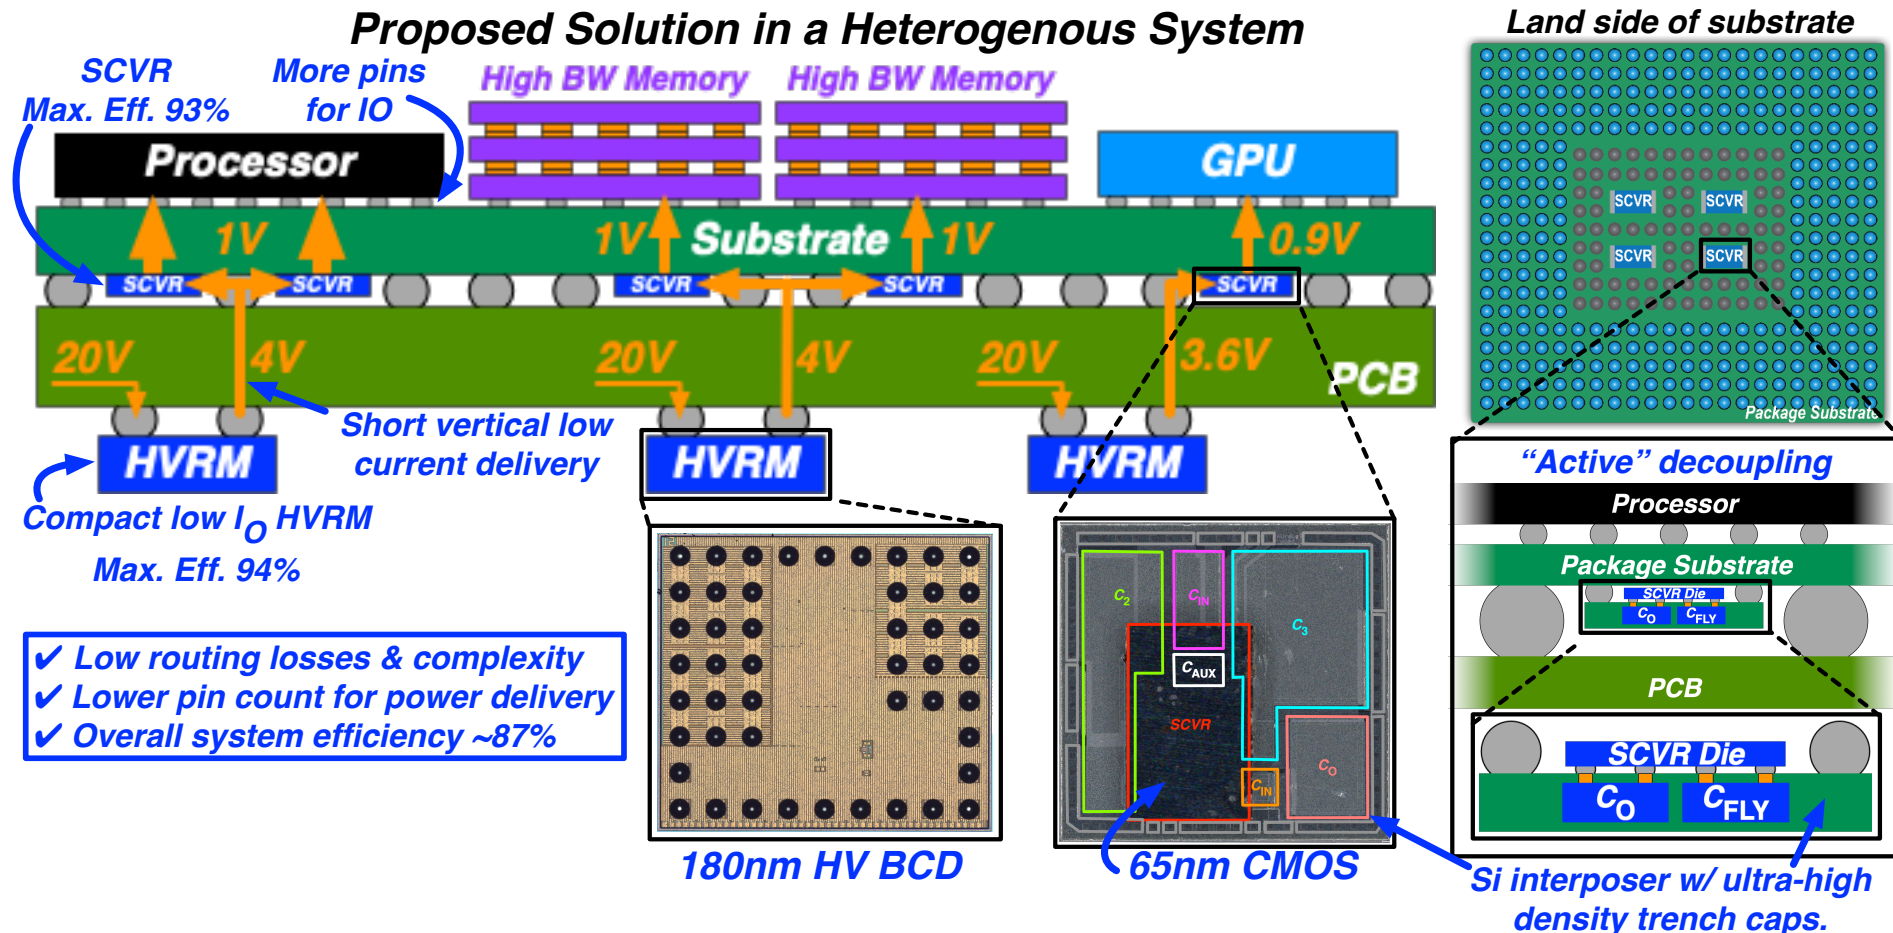 Proposed Solution in a Heterogenous System
Land side of substrate
SCVR
Max. Eff. 93%
More pins
for IO
High BW Memory
High BW Memory
Processor
GPU
1V
1V
Substrate
1V
0.9V
SCVR
SCVR
SCVR
SCVR
SCVR
20V
4V
20V
4V
20V
3.6V
PCB
Short vertical low
current delivery
HVRM
HVRM
HVRM
Compact low IO HVRM
Max. Eff. 94%
✔ Low routing losses & complexity
✔ Lower pin count for power delivery
✔ Overall system efficiency ~87%
180nm HV BCD
C2
CIN
C3
CAUX
SCVR
CIN
CO
65nm CMOS
SCVR
SCVR
SCVR
SCVR
Package Substrate
“Active” decoupling
Processor
Package Substrate
SCVR Die
CO
CFLY
PCB
SCVR Die
CO
CFLY
Si interposer w/ ultra-high
density trench caps.